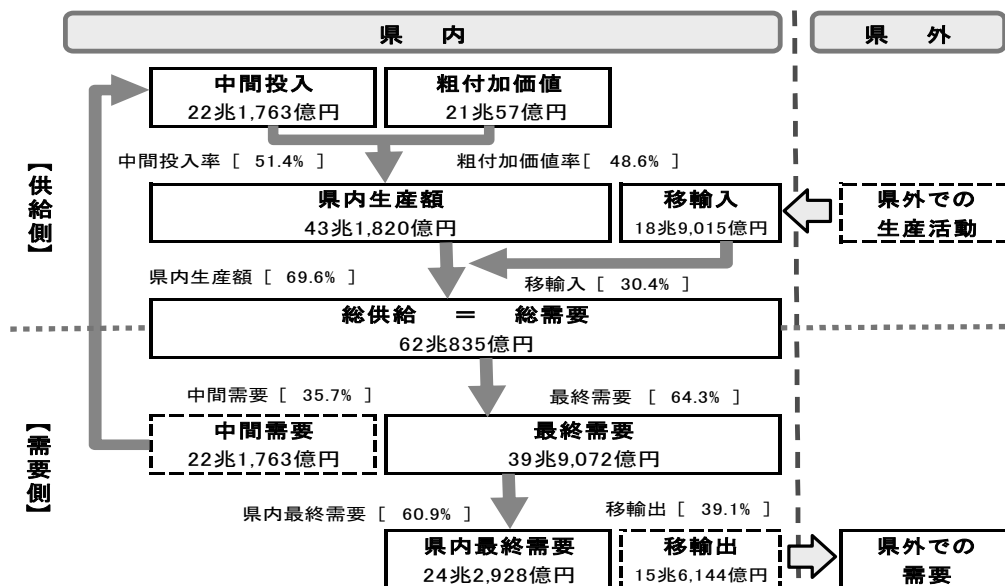 県 内
県 外
中間投入
22兆1,763億円
粗付加価値
21兆57億円
中間投入率 [ 51.4% ]
粗付加価値率[ 48.6% ]
【供給側】
県内生産額
43兆1,820億円
移輸入
18兆9,015億円
県外での
生産活動
県内生産額 [ 69.6% ]
移輸入 [ 30.4% ]
総供給 ＝ 総需要
62兆835億円
中間需要 [ 35.7% ]
最終需要 [ 64.3% ]
【需要側】
中間需要
22兆1,763億円
最終需要
39兆9,072億円
県内最終需要 [ 60.9% ]
移輸出 [ 39.1% ]
県内最終需要
24兆2,928億円
移輸出
15兆6,144億円
県外での
需要